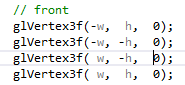 // front
glVertex3f(-w,  h,  0);
glVertex3f(-w, -h,  0);
glVertex3f( w, -h,  0);
glVertex3f( w,  h,  0);